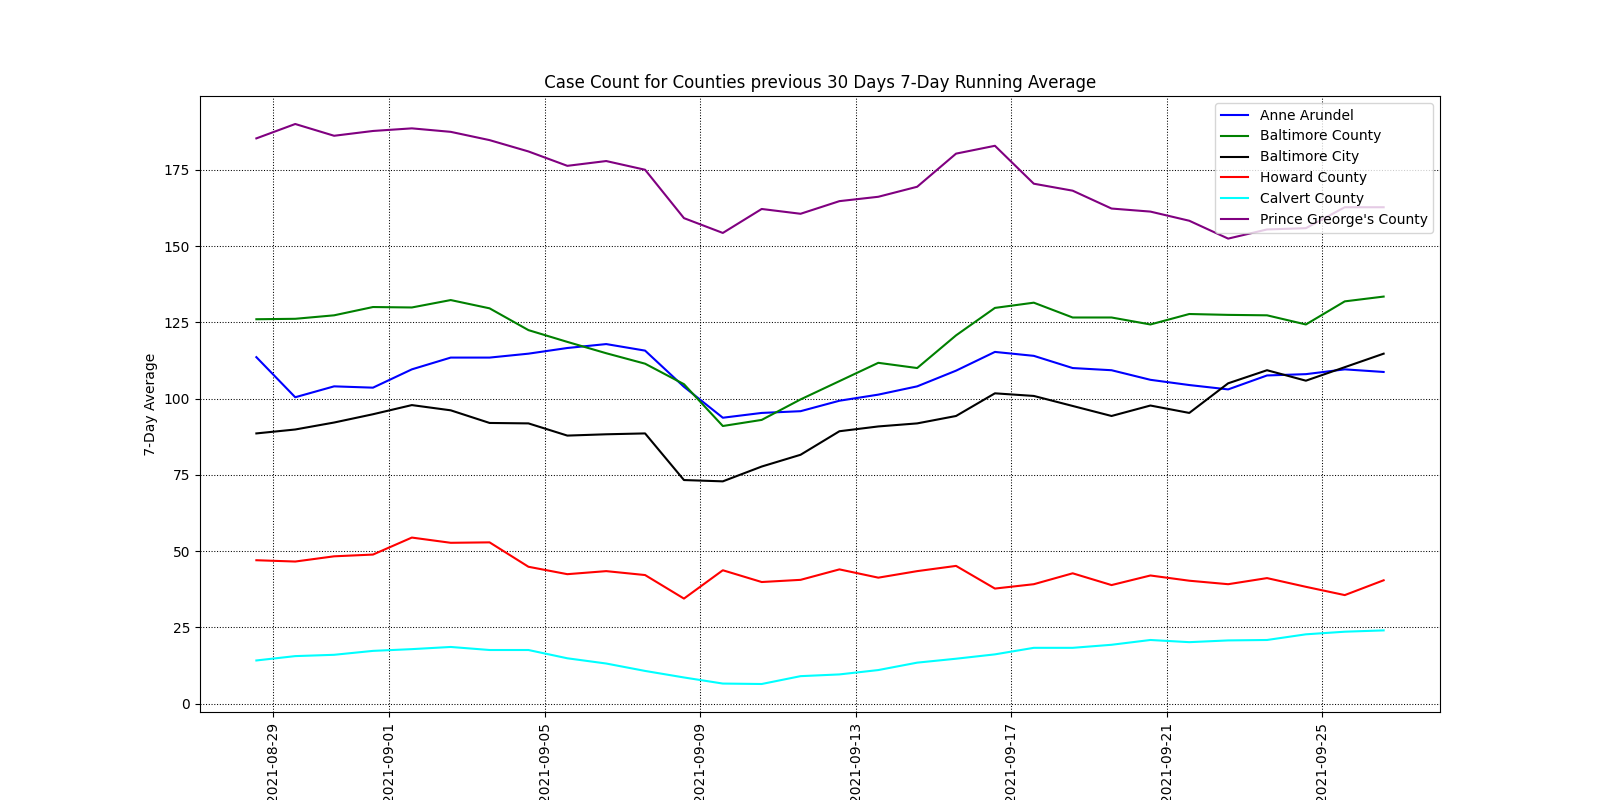 Case Count for Counties previous 30 Days 7-Day Running Average
Anne Arundel
Baltimore County
Baltimore City
Howard County
Calvert County
Prince Greorge's County
7-Day Average
175
150
125
100
75
50
25
0
2021-08-29
2021-09-01
2021-09-05
2021-09-09
2021-09-13
2021-09-17
2021-09-21
2021-09-25